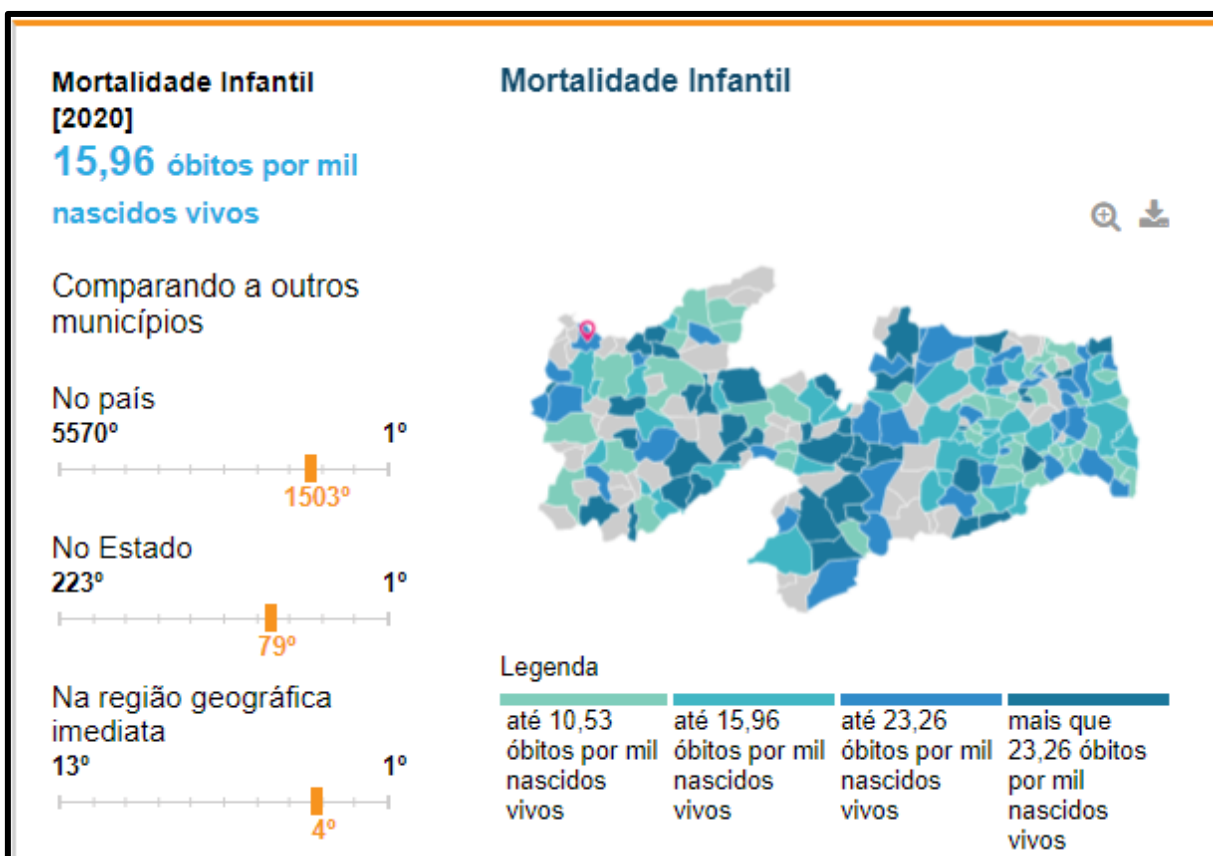 Mortalidade Infantil
[2020]
15,96 óbitos por mil
nascidos vivos
Comparando a outros
municípios
No país
5570º 1º
1503º
No Estado
223º 1º
79º
Na região geográfica
imediata
13º 1º
4º
Mortalidade Infantil
Legenda
até 10,53
óbitos por mil
nascidos
vivos
até 15,96
óbitos por mil
nascidos
vivos
até 23,26
óbitos por mil
nascidos
vivos
mais que
23,26 óbitos
por mil
nascidos
vivos